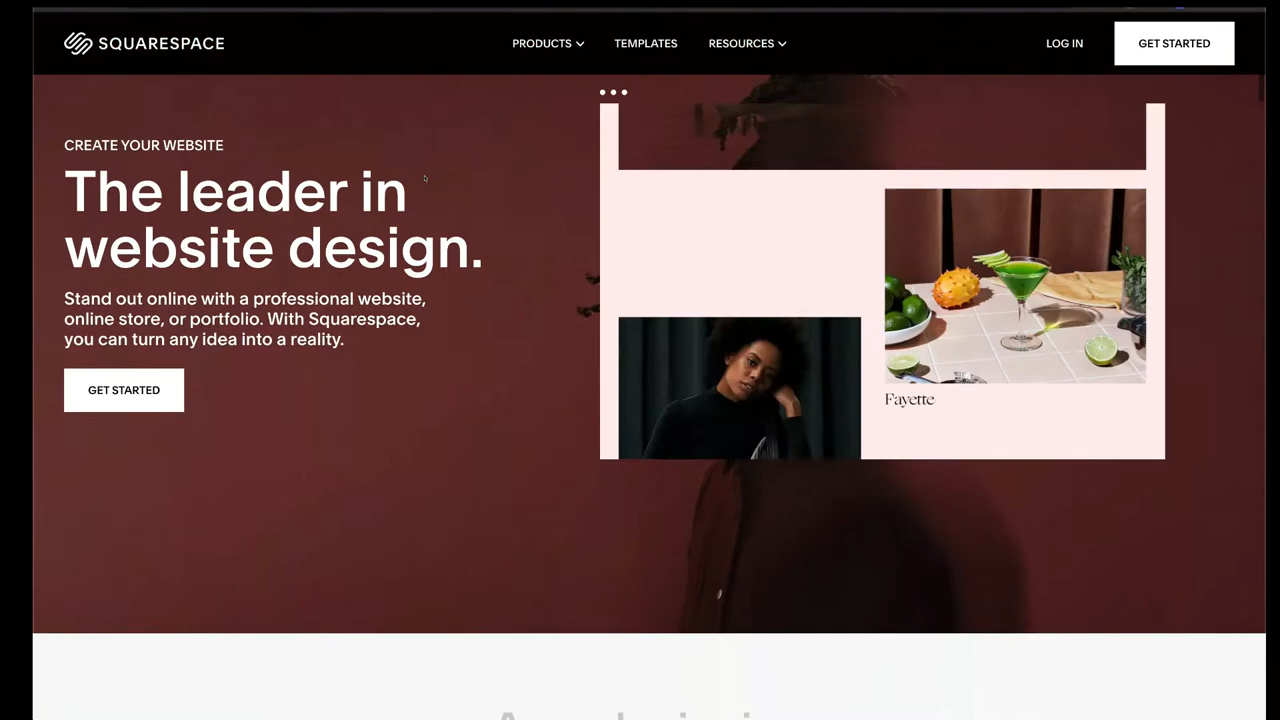 SQUARESPACE
PRODUCTS
TEMPLATES
RESOURCES
LOG IN
GET STARTED
CREATE YOUR WEBSITE
The leader in
website design.
Stand out online with a professional website,
online store, or portfolio. With Squarespace,
you can turn any idea into a reality.
GET STARTED
Fayette